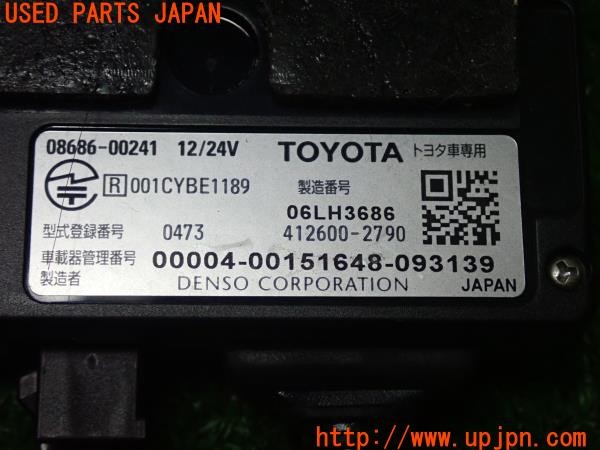 USED PARTS JAPAN
08686-00241 12/24V TOYOTA トヨタ車専用
R 001CYBE1189 製造番号
06LH3686
型式登録番号 0473 412600-2790
車載器管理番号 00004-00151648-093139
製造者 DENSO CORPORATION JAPAN
http://www.upjpn.com